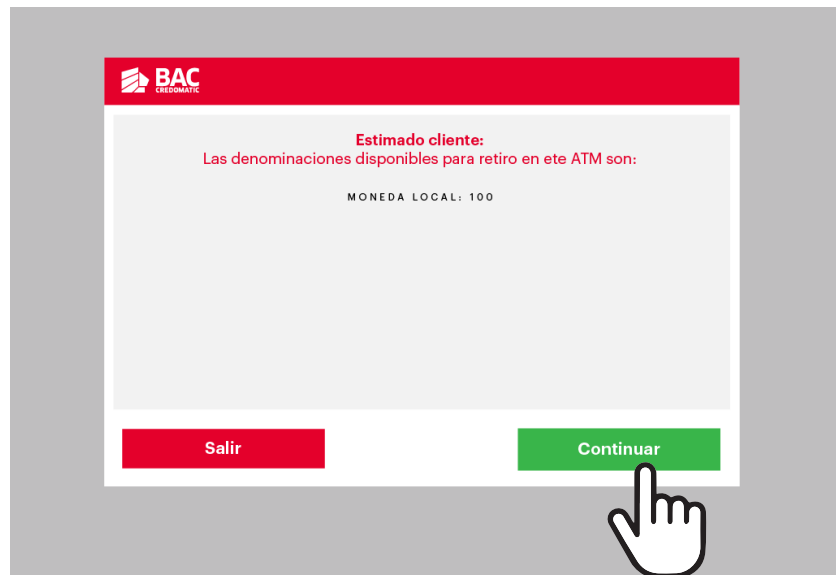 BAC
CREDOMATIC
Estimado cliente:
Las denominaciones disponibles para retiro en ete ATM son:
MONEDA LOCAL: 100
Salir
Continuar